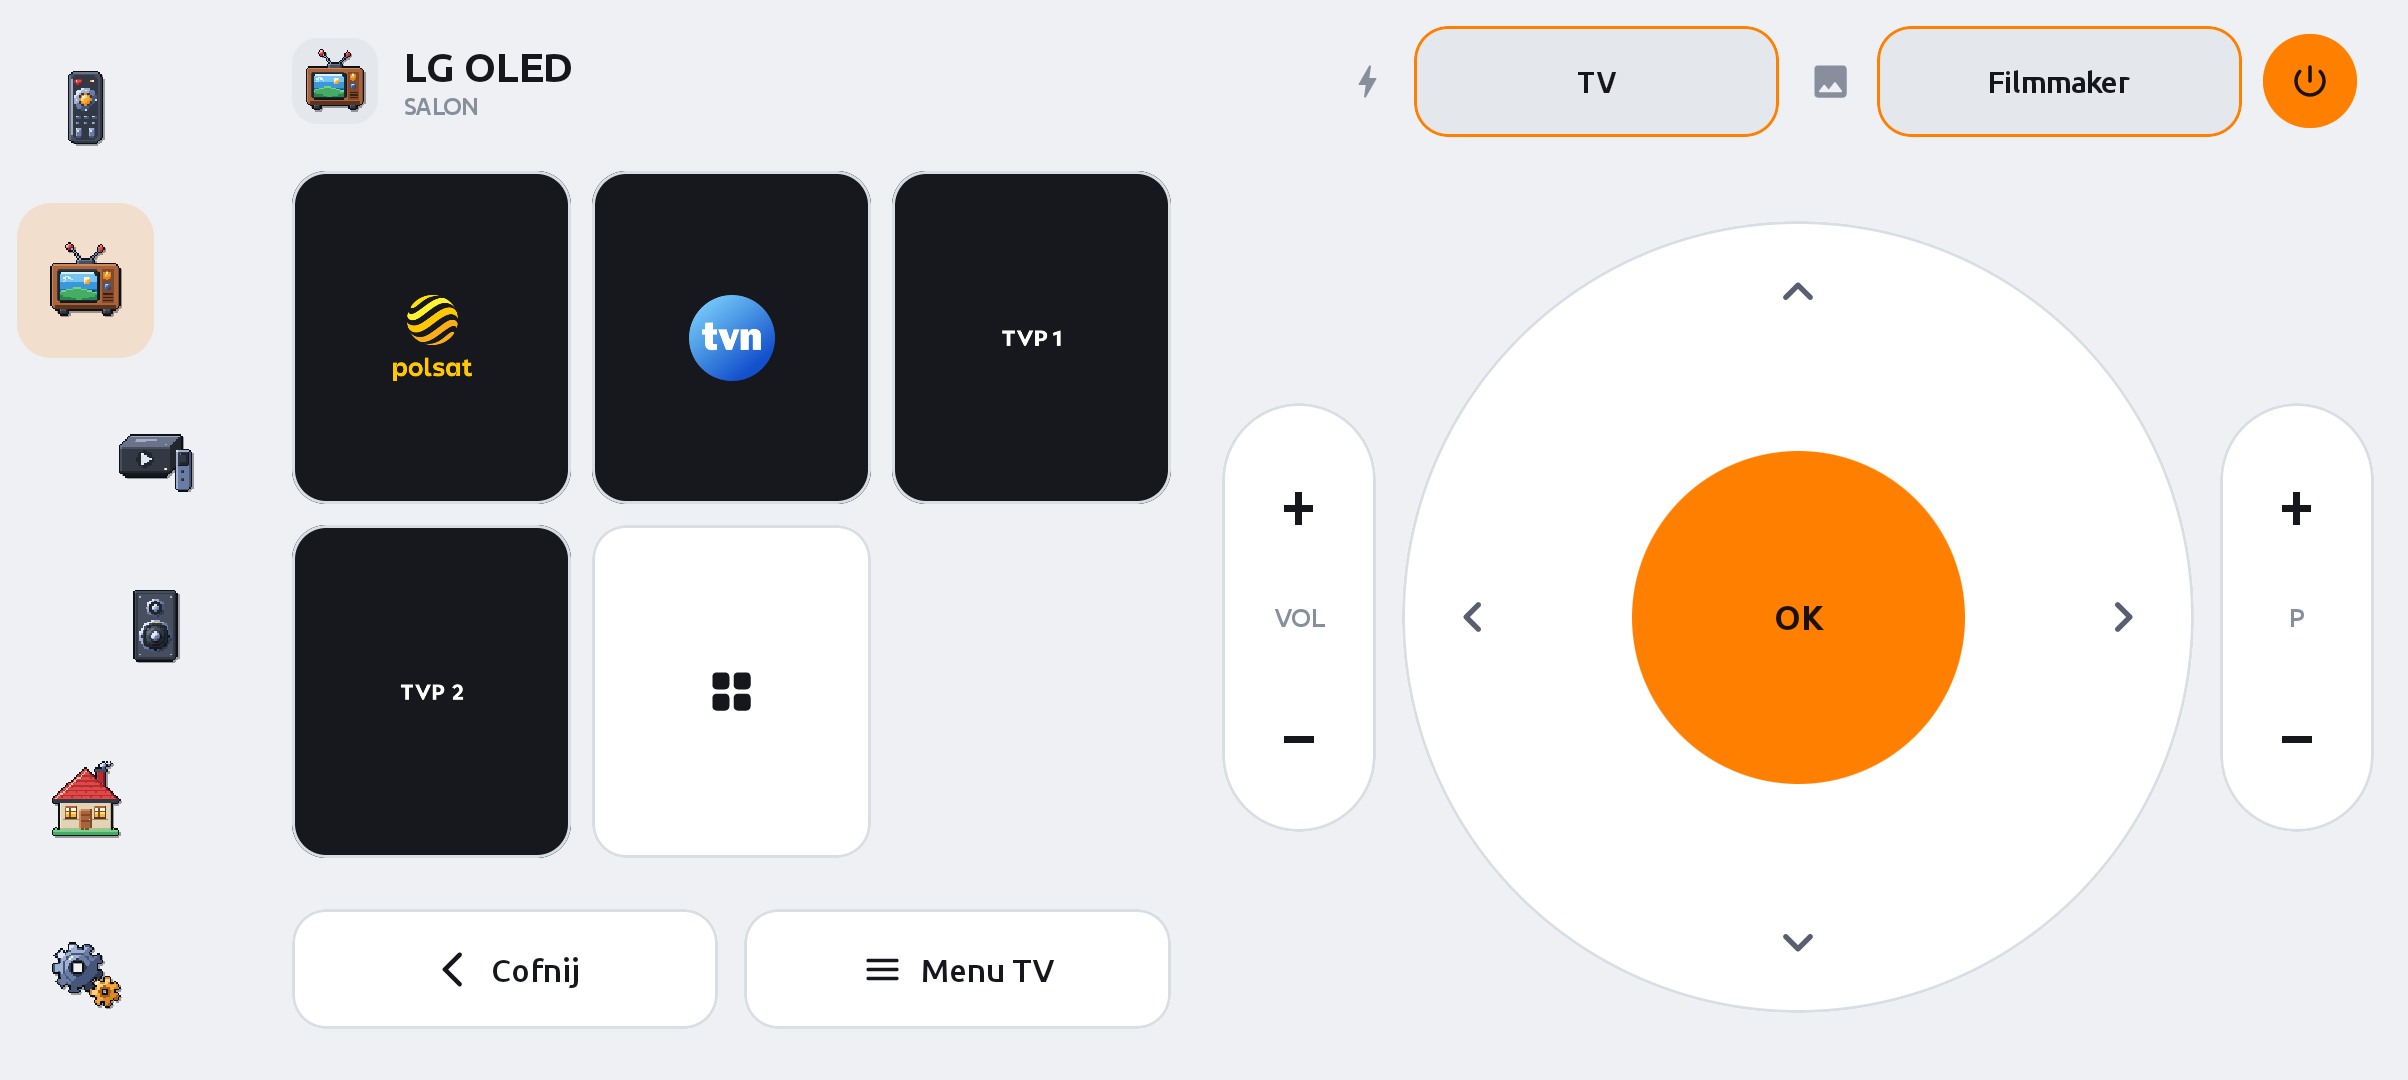 LG OLED
SALON
TV
Filmmaker
polsat
tvn
TVP 1
TVP 2
VOL
OK
P
Cofnij
Menu TV